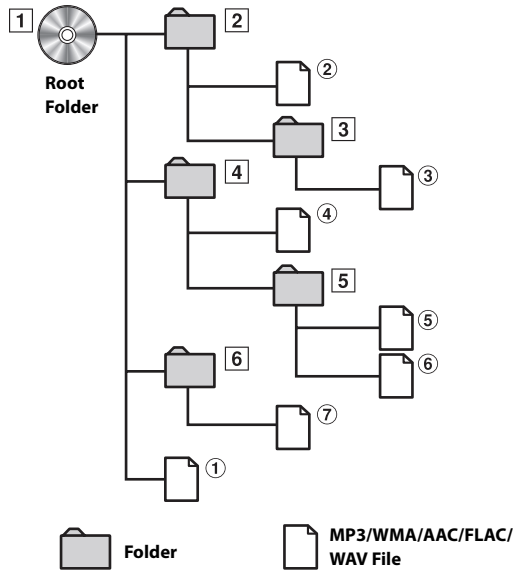 1
2
Root
Folder
②
3
4
③
④
5
⑤
6
⑥
⑦
①
Folder
MP3/WMA/AAC/FLAC/
WAV File